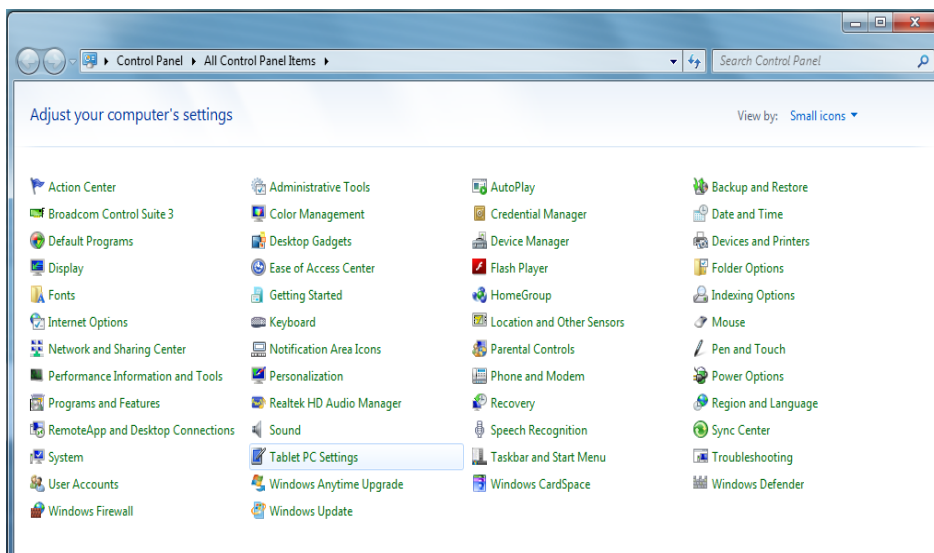 Control Panel All Control Panel Items Search Control Panel
Adjust your computer's settings View by: Small icons
Action Center Administrative Tools AutoPlay Backup and Restore
Broadcom Control Suite 3 Color Management Credential Manager Date and Time
Default Programs Desktop Gadgets Device Manager Devices and Printers
Display Ease of Access Center Flash Player Folder Options
Fonts Getting Started HomeGroup Indexing Options
Internet Options Keyboard Location and Other Sensors Mouse
Network and Sharing Center Notification Area Icons Parental Controls Pen and Touch
Performance Information and Tools Personalization Phone and Modem Power Options
Programs and Features Realtek HD Audio Manager Recovery Region and Language
RemoteApp and Desktop Connections Sound Speech Recognition Sync Center
System Tablet PC Settings Taskbar and Start Menu Troubleshooting
User Accounts Windows Anytime Upgrade Windows CardSpace Windows Defender
Windows Firewall Windows Update